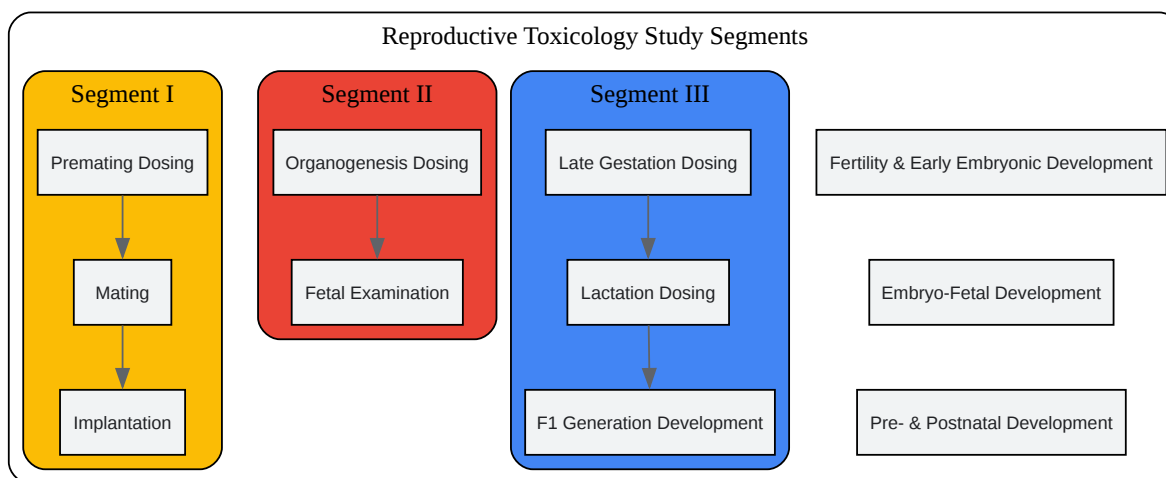 Reproductive Toxicology Study Segments
Segment I
Segment II
Segment III
Premating Dosing
Organogenesis Dosing
Late Gestation Dosing
Fertility & Early Embryonic Development
Mating
Fetal Examination
Lactation Dosing
Embryo-Fetal Development
Implantation
F1 Generation Development
Pre- & Postnatal Development